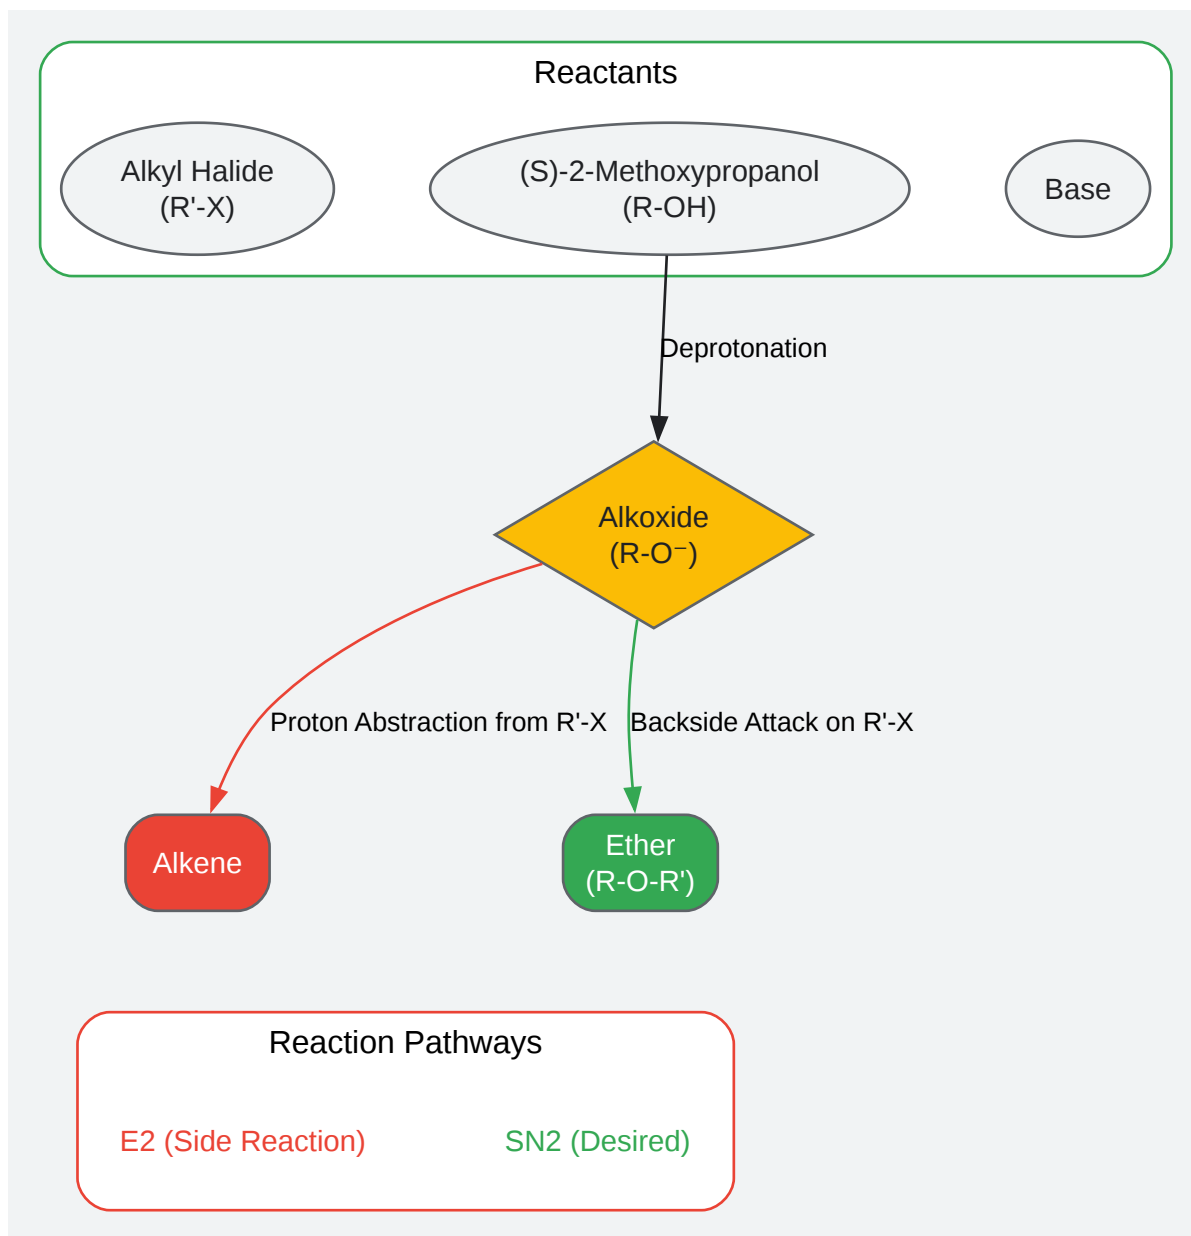 Reactants
Alkyl Halide
(R'-X)
(S)-2-Methoxypropanol
(R-OH)
Base
Deprotonation
Alkoxide
(R-O⁻)
Proton Abstraction from R'-X
Backside Attack on R'-X
Alkene
Ether
(R-O-R')
Reaction Pathways
E2 (Side Reaction)
SN2 (Desired)